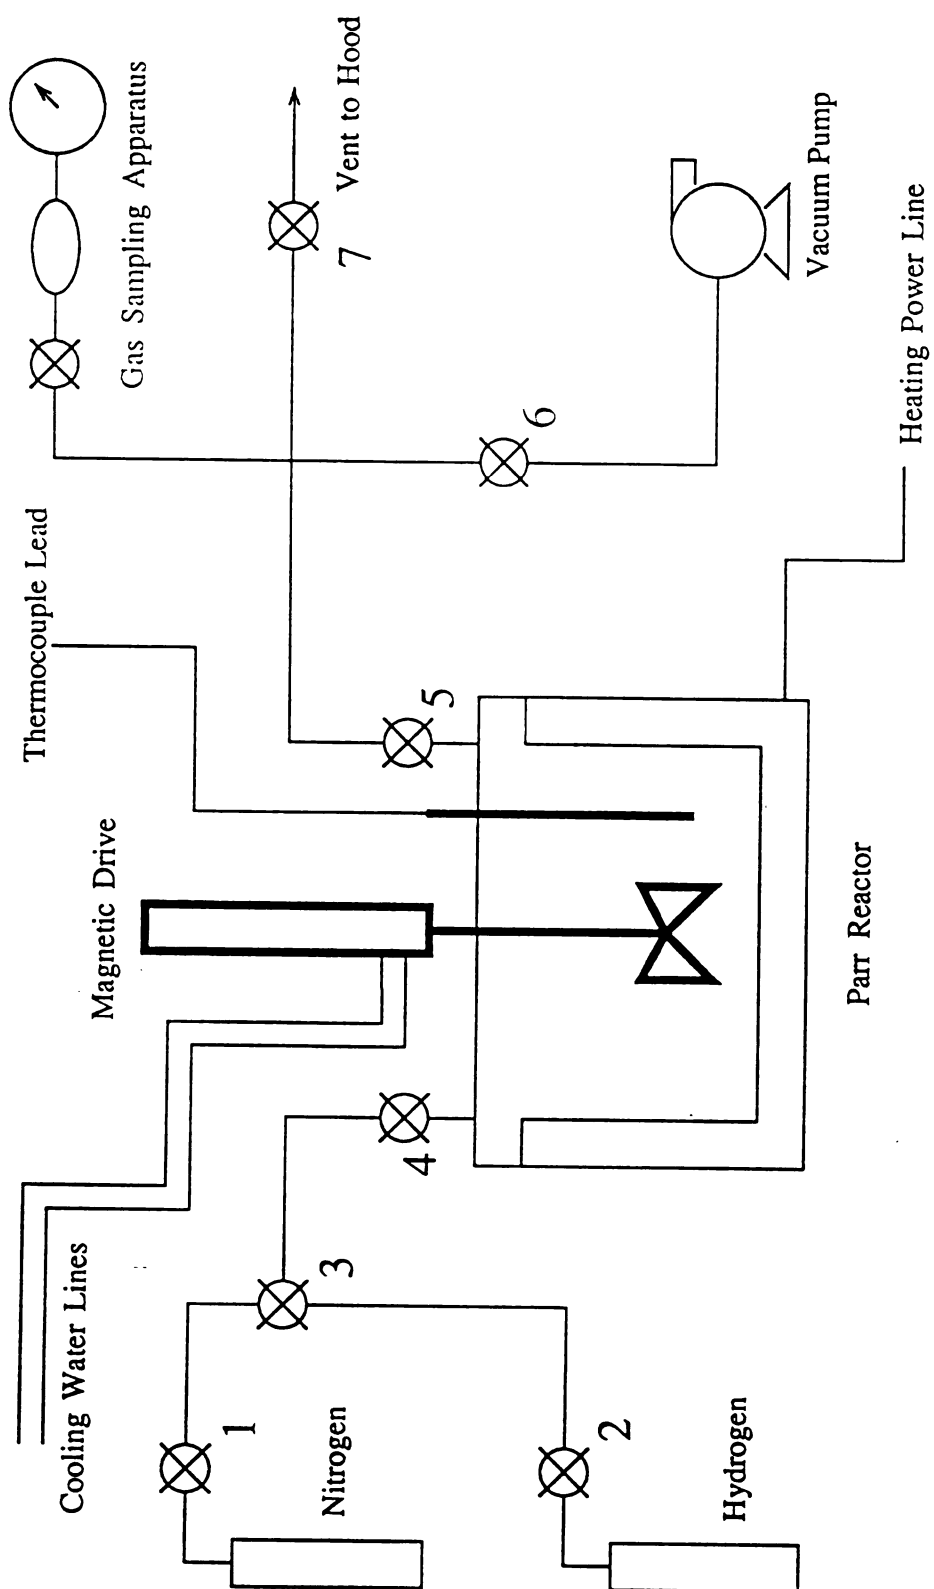 Gas Sampling Apparatus
Vent to Hood
7
Vacuum Pump
6
Heating Power Line
Thermocouple Lead
5
Magnetic Drive
Parr Reactor
4
3
Cooling Water Lines
1
Nitrogen
2
Hydrogen